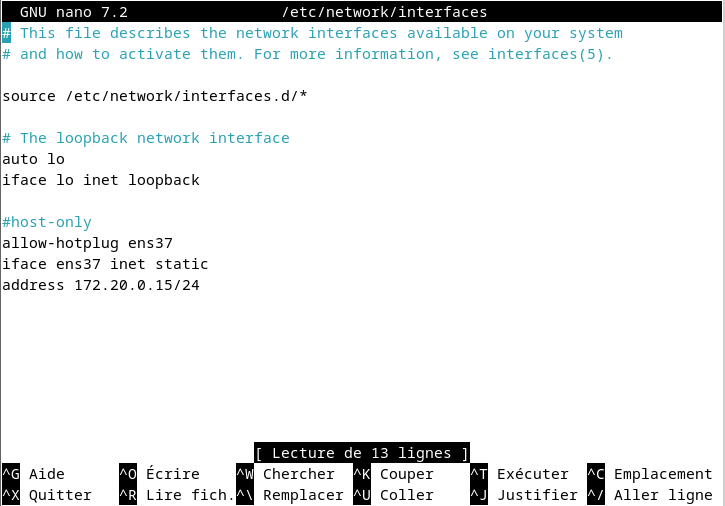 GNU nano 7.2 /etc/network/interfaces
# This file describes the network interfaces available on your system
# and how to activate them. For more information, see interfaces(5).
source /etc/network/interfaces.d/*
# The loopback network interface
auto lo
iface lo inet loopback
#host-only
allow-hotplug ens37
iface ens37 inet static
address 172.20.0.15/24
[ Lecture de 13 lignes ]
^G Aide ^O Écrire ^W Chercher ^K Couper ^T Exécuter ^C Emplacement
^X Quitter ^R Lire fich. ^\ Remplacer ^U Coller ^J Justifier ^/ Aller ligne